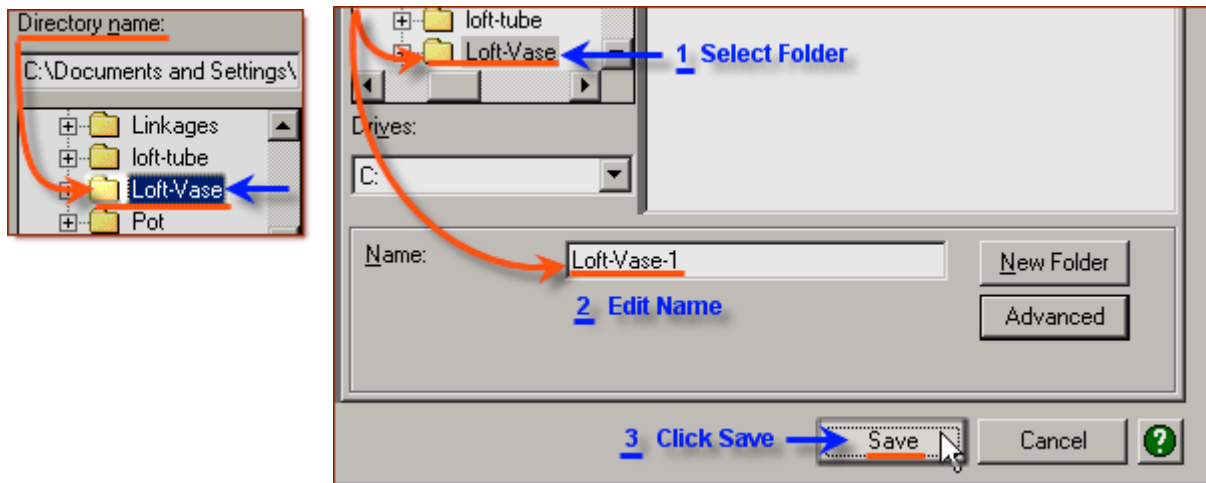 Directory name:
C:\Documents and Settings\
Linkages
loft-tube
Loft-Vase
Pot
loft-tube
Loft-Vase
1 Select Folder
Drives:
C:
Name:
Loft-Vase-1
New Folder
2 Edit Name
Advanced
3 Click Save
Save
Cancel
?